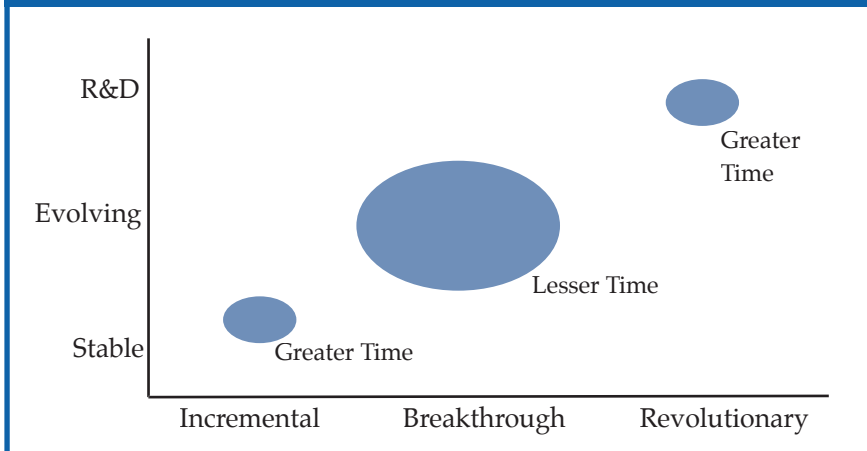 R&D
Greater
Time
Evolving
Lesser Time
Stable
Greater Time
Incremental
Breakthrough
Revolutionary